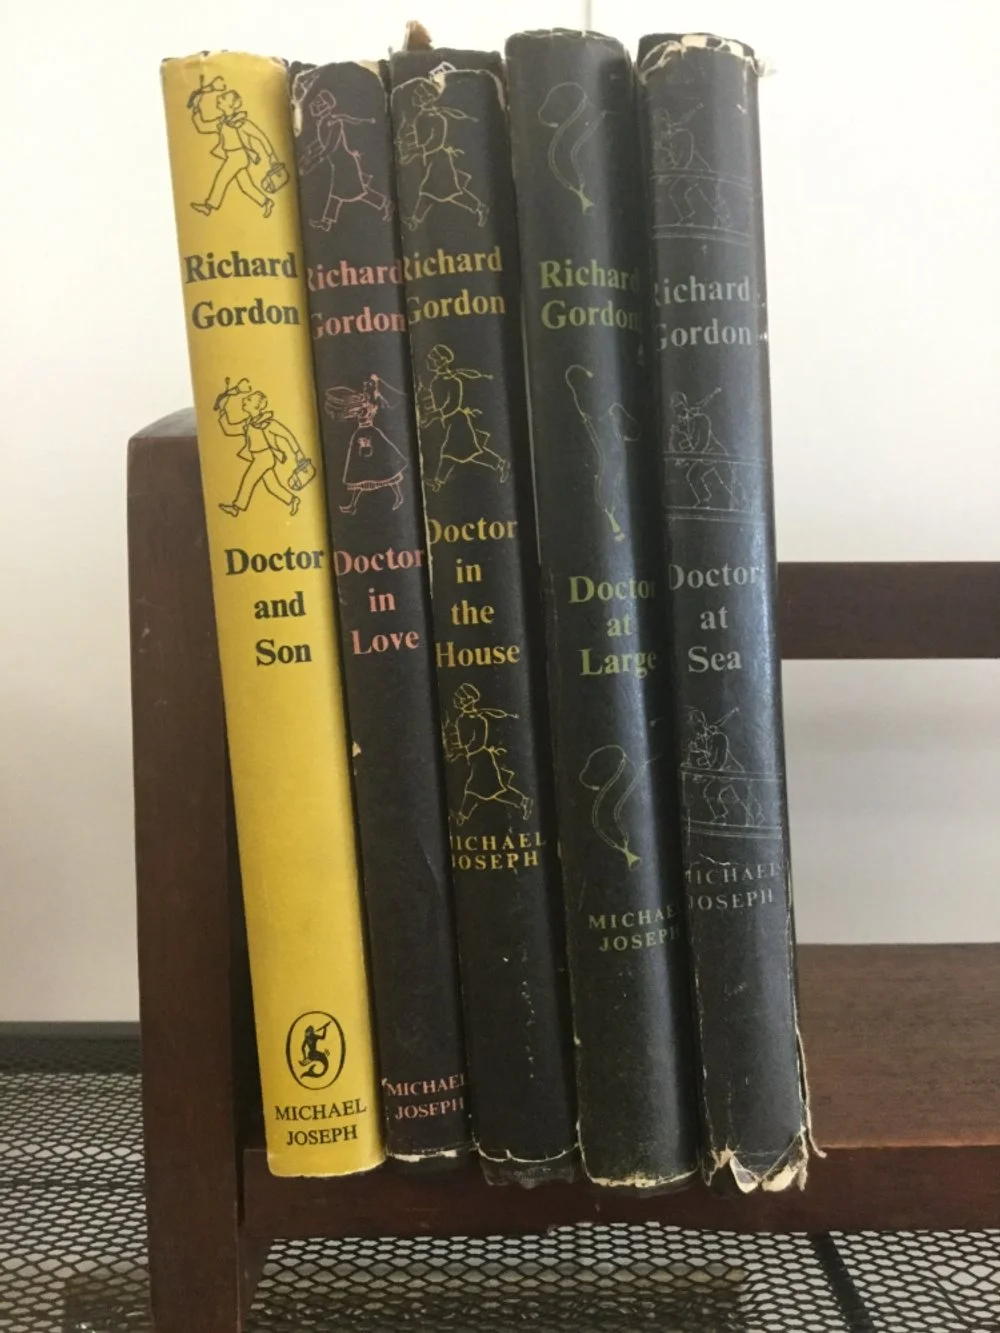 Richard
Gordon
Doctor
and
Son
MICHAEL
JOSEPH
Richard
Gordon
Doctor
in
Love
MICHAEL
JOSEPH
Richard
Gordon
Doctor
in
the
House
MICHAEL
JOSEPH
Richard
Gordon
Doctor
at
Large
MICHAEL
JOSEPH
Richard
Gordon
Doctor
at
Sea
MICHAEL
JOSEPH